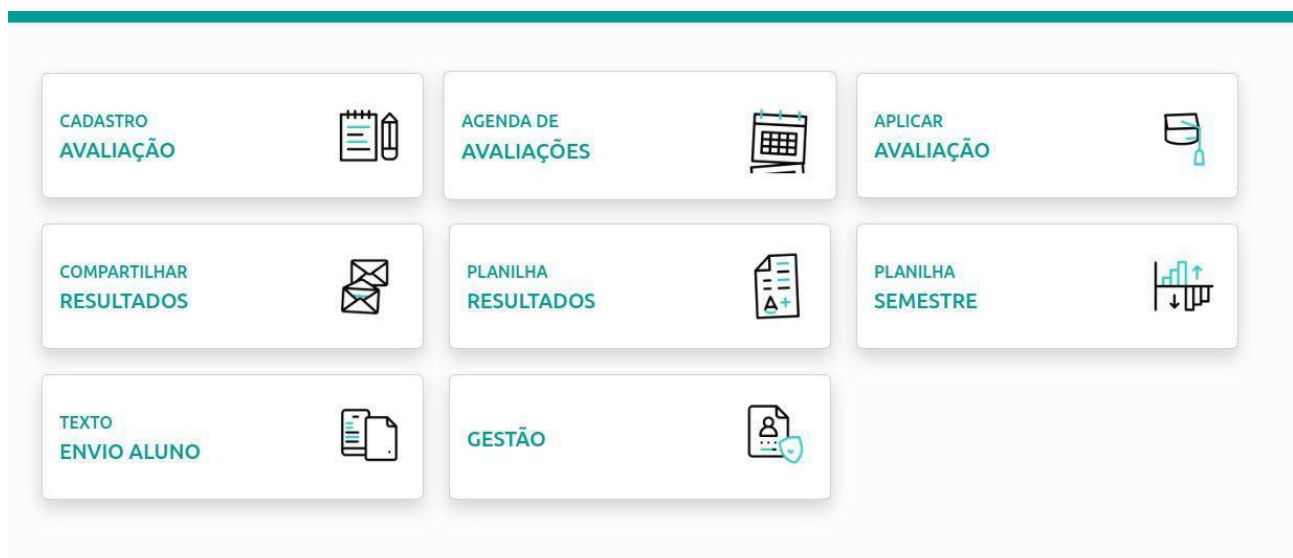 CADASTRO
AVALIAÇÃO
AGENDA DE
AVALIAÇÕES
APLICAR
AVALIAÇÃO
COMPARTILHAR
RESULTADOS
PLANILHA
RESULTADOS
A+
PLANILHA
SEMESTRE
TEXTO
ENVIO ALUNO
GESTÃO